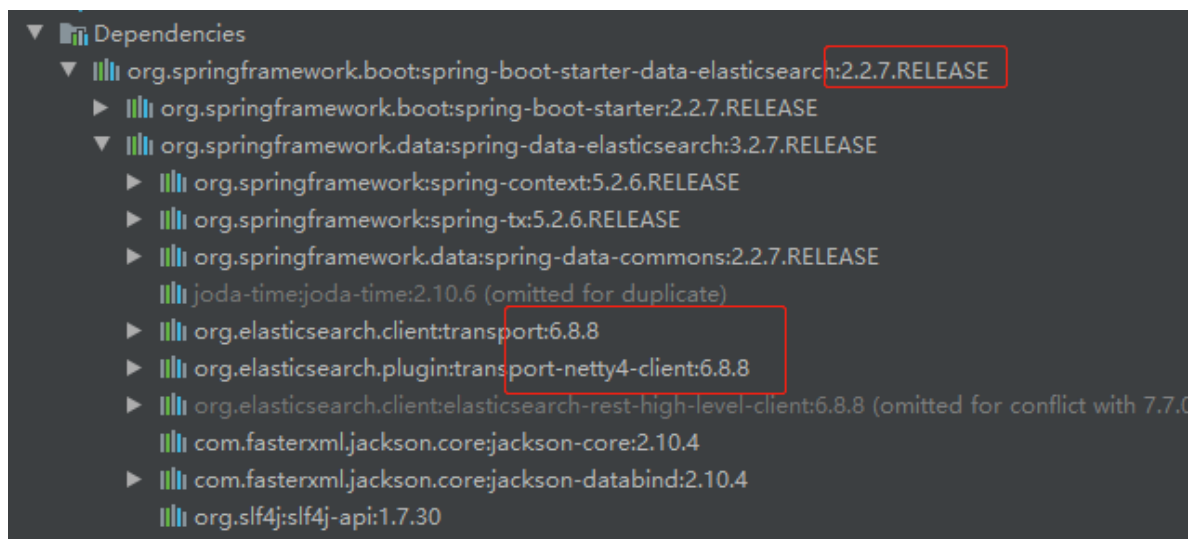 Dependencies
org.springframework.boot:spring-boot-starter-data-elasticsearch:2.2.7.RELEASE
org.springframework.boot:spring-boot-starter:2.2.7.RELEASE
org.springframework.data:spring-data-elasticsearch:3.2.7.RELEASE
org.springframework:spring-context:5.2.6.RELEASE
org.springframework:spring-tx:5.2.6.RELEASE
org.springframework.data:spring-data-commons:2.2.7.RELEASE
joda-time:joda-time:2.10.6 (omitted for duplicate)
org.elasticsearch.client:transport:6.8.8
org.elasticsearch.plugin:transport-netty4-client:6.8.8
org.elasticsearch.client:elasticsearch-rest-high-level-client:6.8.8 (omitted for conflict with 7.7.0
com.fasterxml.jackson.core:jackson-core:2.10.4
com.fasterxml.jackson.core:jackson-databind:2.10.4
org.slf4j:slf4j-api:1.7.30